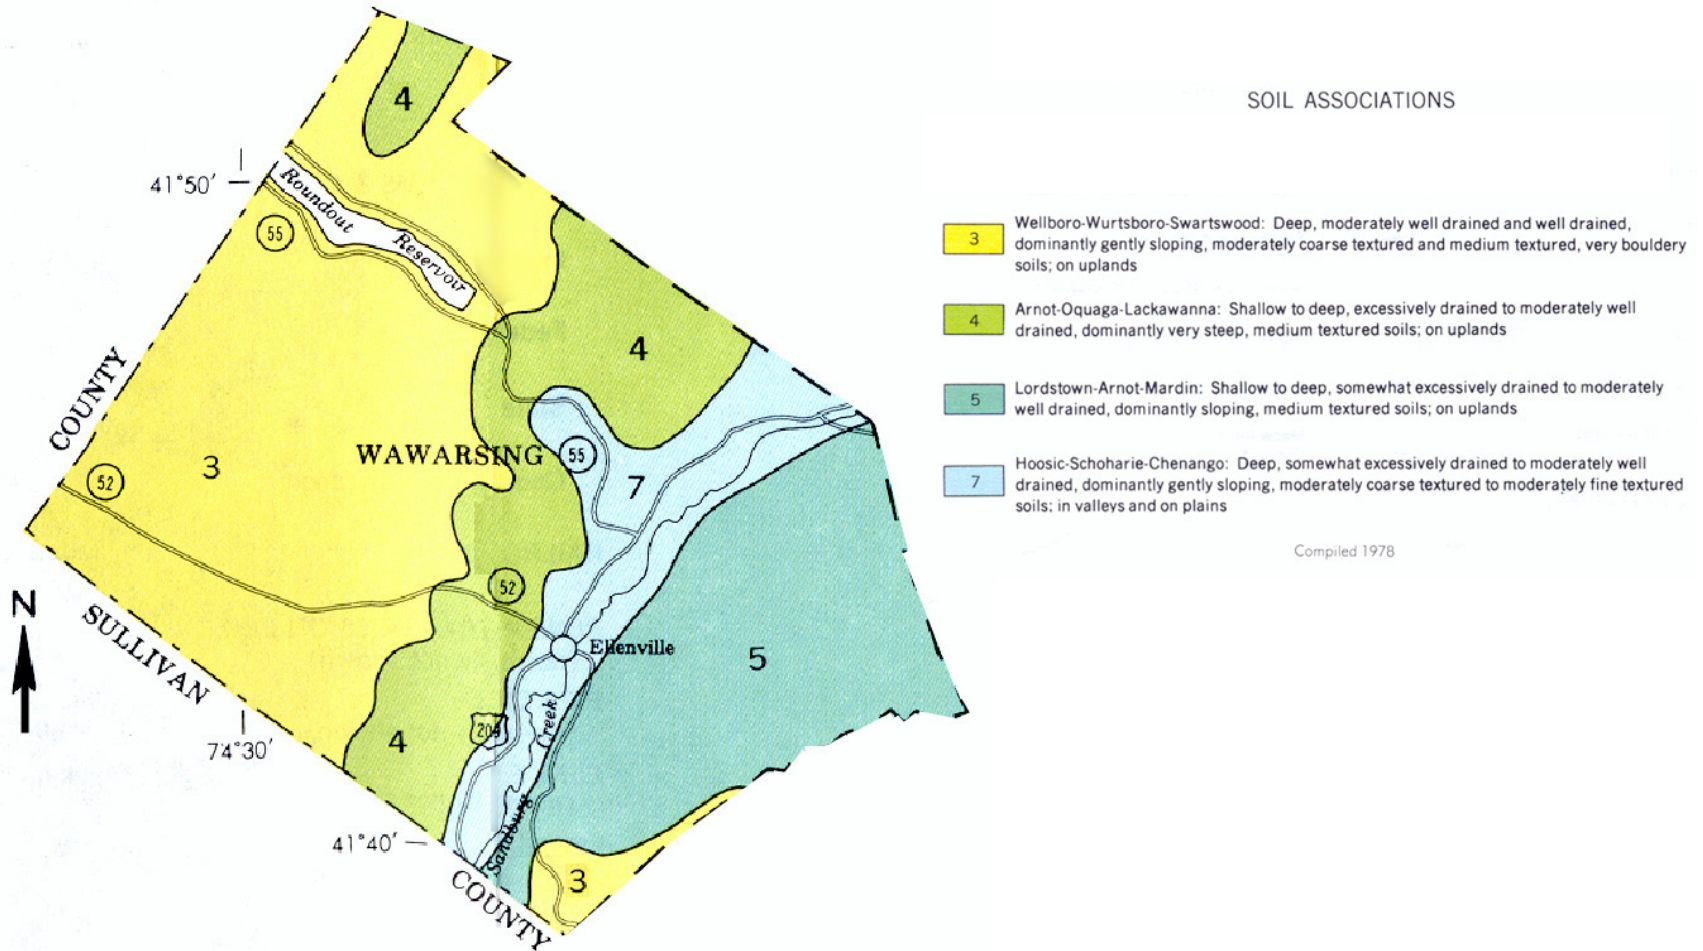 4
41°50'
Roundout
Reservoir
55
4
COUNTY
WAWARSING
55
3
7
52
52
N
SULLIVAN
Ellenville
5
4
209
Creek
74°30'
Sandburg
41°40'
COUNTY
3
SOIL ASSOCIATIONS
3
Wellboro-Wurtsboro-Swartswood: Deep, moderately well drained and well drained,
dominantly gently sloping, moderately coarse textured and medium textured, very bouldery
soils; on uplands
4
Arnot-Oquaga-Lackawanna: Shallow to deep, excessively drained to moderately well
drained, dominantly very steep, medium textured soils; on uplands
5
Lordstown-Arnot-Mardin: Shallow to deep, somewhat excessively drained to moderately
well drained, dominantly sloping, medium textured soils; on uplands
7
Hoosic-Schoharie-Chenango: Deep, somewhat excessively drained to moderately well
drained, dominantly gently sloping, moderately coarse textured to moderately fine textured
soils; in valleys and on plains
Compiled 1978